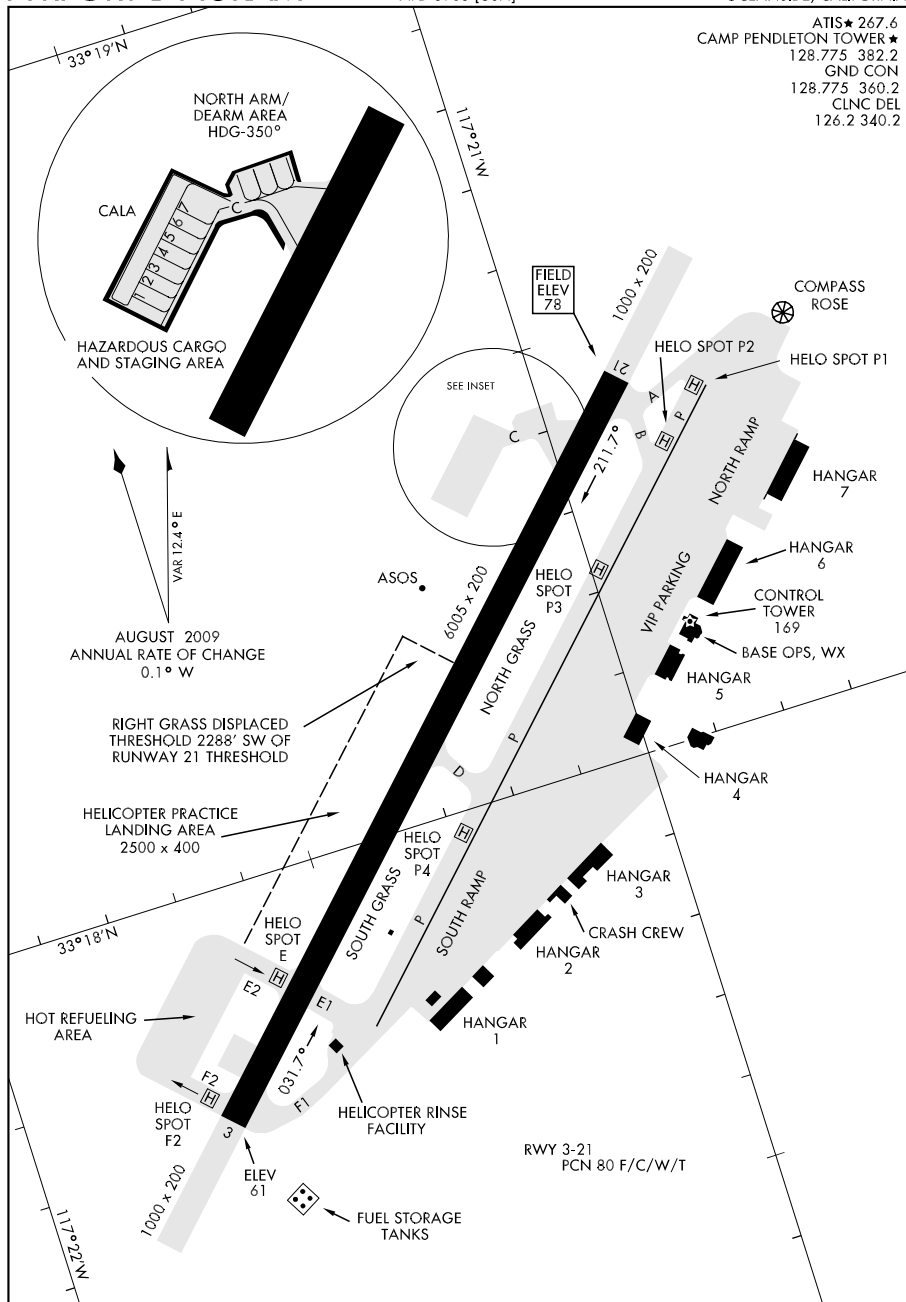 ATIS★ 267.6
CAMP PENDLETON TOWER★
128.775 382.2
GND CON
128.775 360.2
CLNC DEL
126.2 340.2
33°19'N
NORTH ARM/
DEARM AREA
HDG-350°
117°21'W
CALA
C
7
6
5
4
3
2
1
HAZARDOUS CARGO
AND STAGING AREA
FIELD
ELEV
78
1000 x 200
COMPASS
ROSE
HELO SPOT P2
HELO SPOT P1
SEE INSET
21
A
P
H
B
H
C
211.7°
NORTH RAMP
HANGAR
7
VAR 12.4° E
HANGAR
6
ASOS
6005 x 200
HELO
SPOT
P3
H
VIP PARKING
CONTROL
TOWER
169
BASE OPS, WX
AUGUST 2009
ANNUAL RATE OF CHANGE
0.1° W
NORTH GRASS
HANGAR
5
RIGHT GRASS DISPLACED
THRESHOLD 2288' SW OF
RUNWAY 21 THRESHOLD
P
D
HANGAR
4
HELICOPTER PRACTICE
LANDING AREA
2500 x 400
HELO
SPOT
P4
H
HANGAR
3
SOUTH GRASS
SOUTH RAMP
P
33°18'N
HELO
SPOT
E
CRASH CREW
HANGAR
2
H
E2
E1
HOT REFUELING
AREA
HANGAR
1
031.7°
F2
H
F1
HELO
SPOT
F2
HELICOPTER RINSE
FACILITY
3
RWY 3-21
PCN 80 F/C/W/T
ELEV
61
1000 x 200
FUEL STORAGE
TANKS
117°22'W